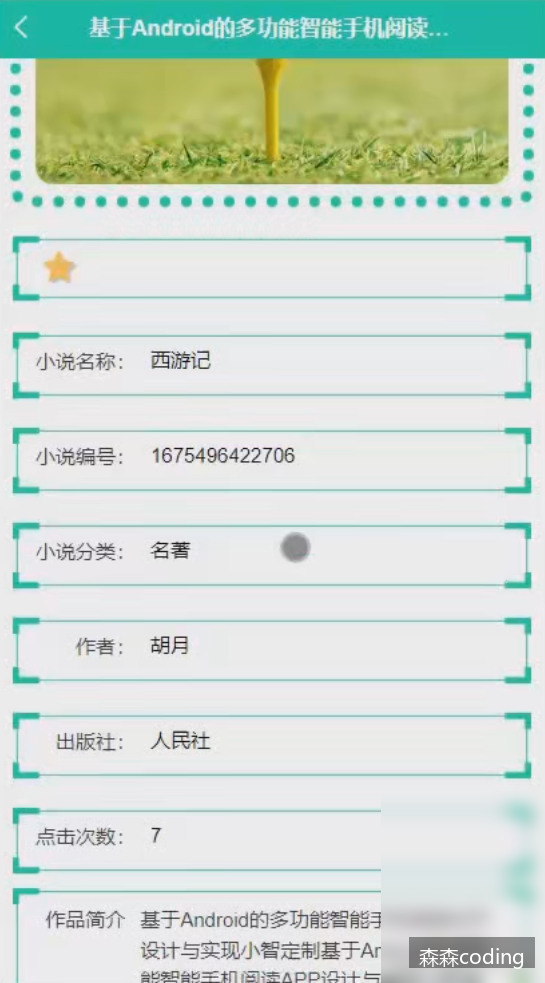 基于Android的多功能智能手机阅读...
小说名称： 西游记
小说编号： 1675496422706
小说分类： 名著
作者： 胡月
出版社： 人民社
点击次数： 7
作品简介 基于Android的多功能智能
设计与实现小智定制基于An
能智能手机阅读APP设计与
森森coding